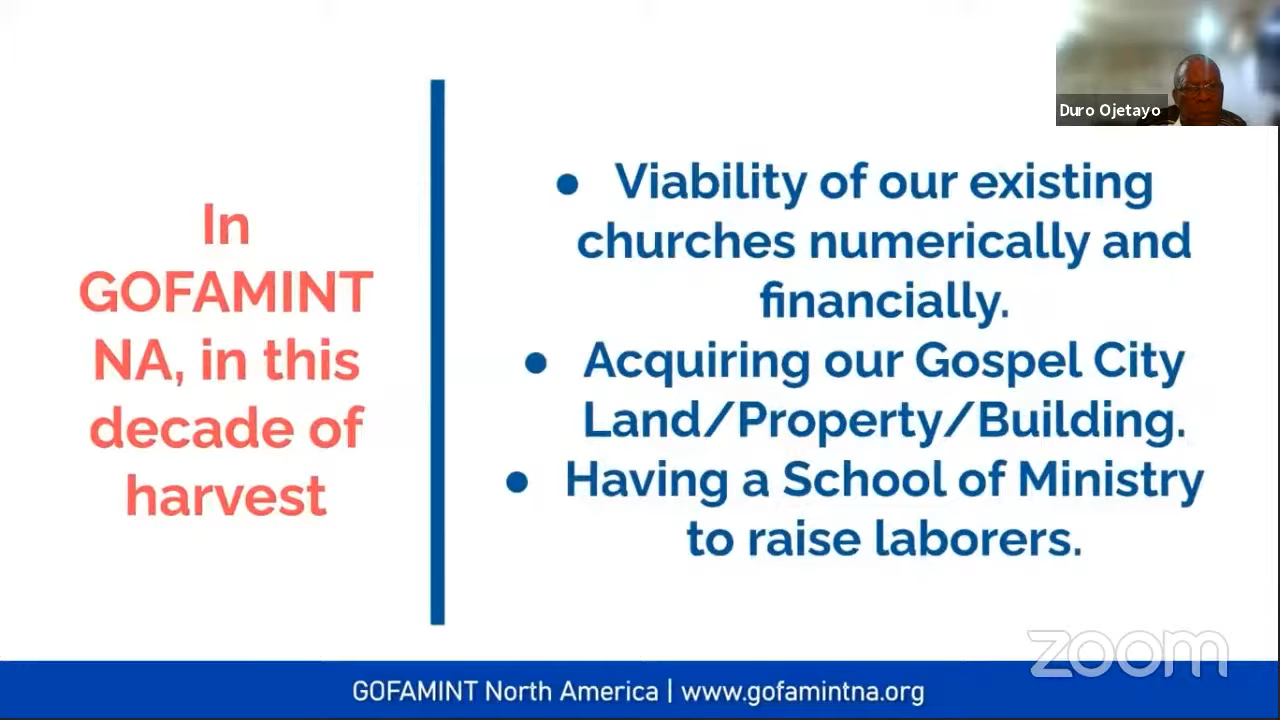 Duro Ojetayo
In
GOFAMINT
NA, in this
decade of
harvest
● Viability of our existing
churches numerically and
financially.
● Acquiring our Gospel City
Land/Property/Building.
● Having a School of Ministry
to raise laborers.
zoom
GOFAMINT North America | www.gofamintna.org